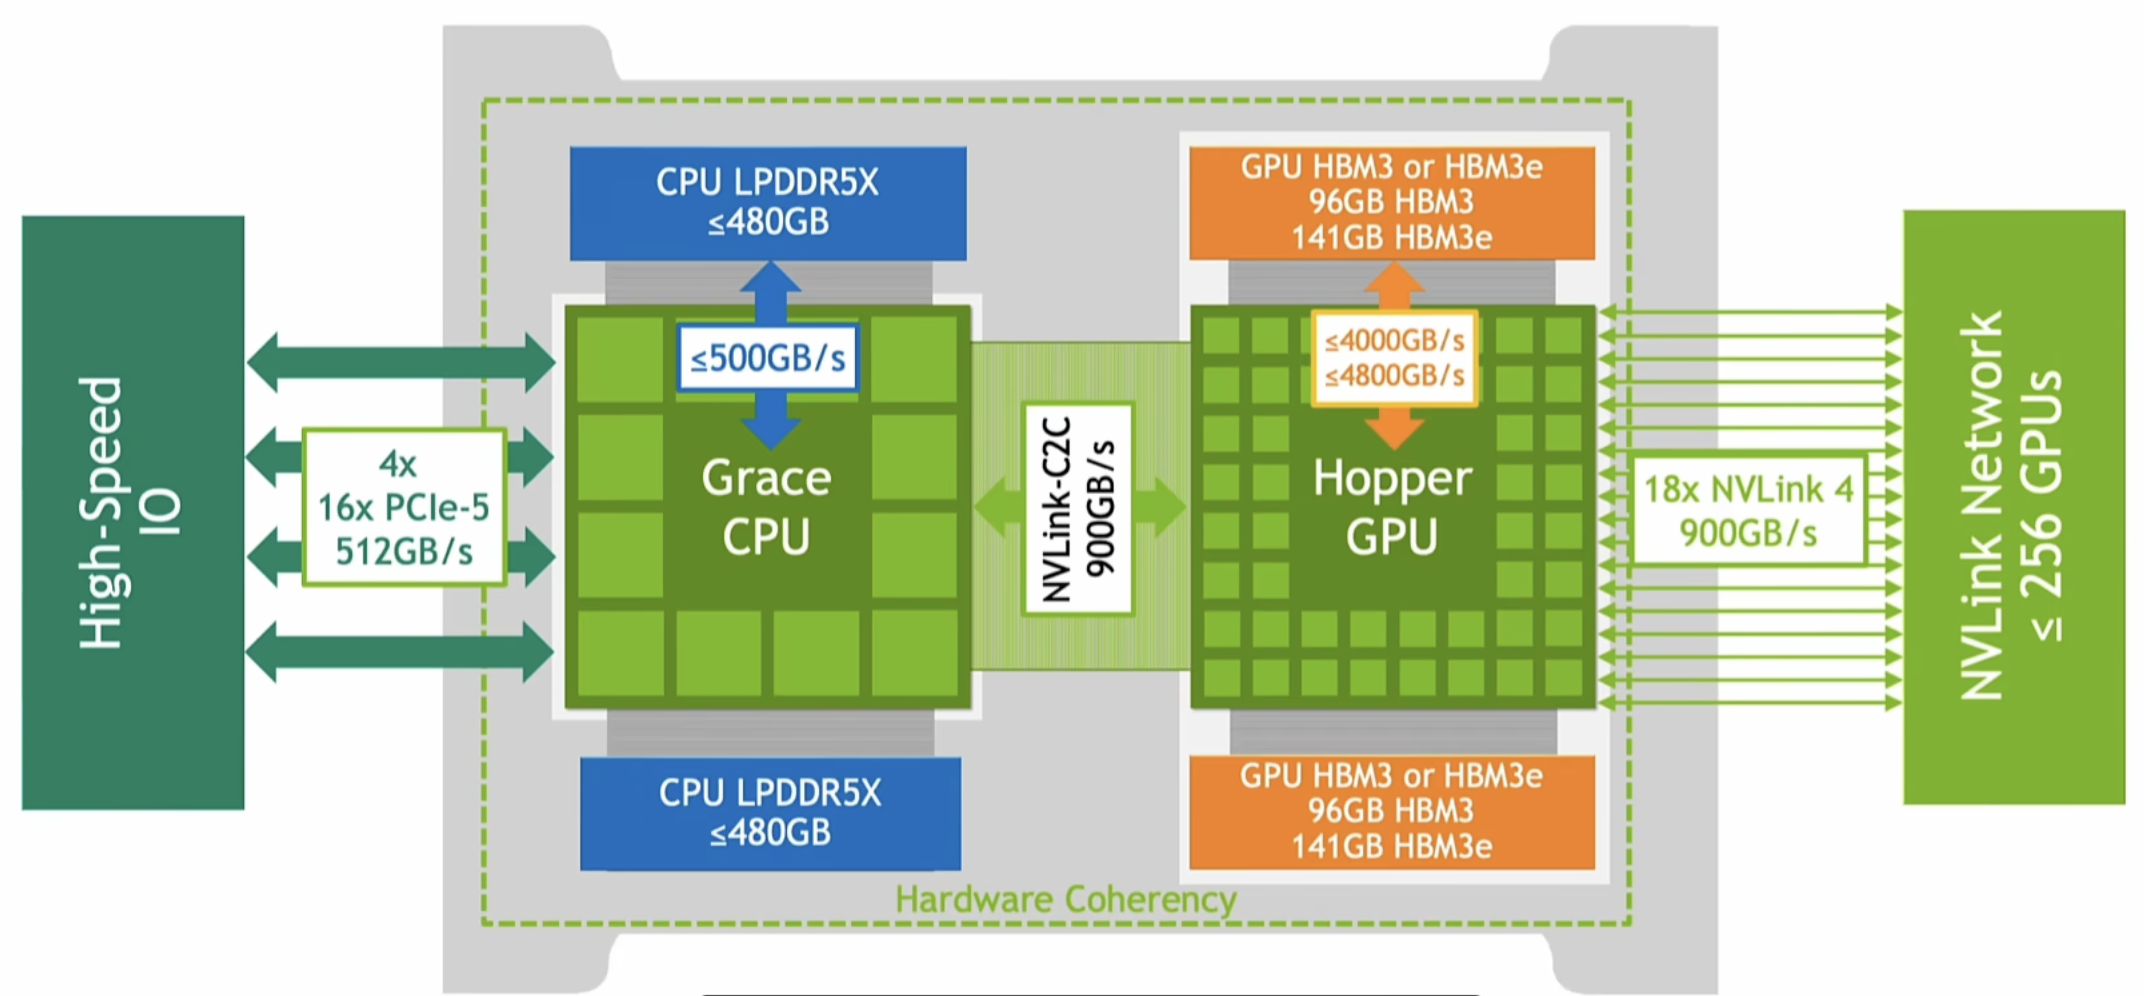 CPU LPDDR5X
≤480GB
GPU HBM3 or HBM3e
96GB HBM3
141GB HBM3e
High-Speed
IO
4x
16x PCIe-5
512GB/s
≤500GB/s
Grace
CPU
NVLink-C2C
900GB/s
≤4000GB/s
≤4800GB/s
Hopper
GPU
18x NVLink 4
900GB/s
NVLink Network
≤ 256 GPUs
CPU LPDDR5X
≤480GB
GPU HBM3 or HBM3e
96GB HBM3
141GB HBM3e
Hardware Coherency